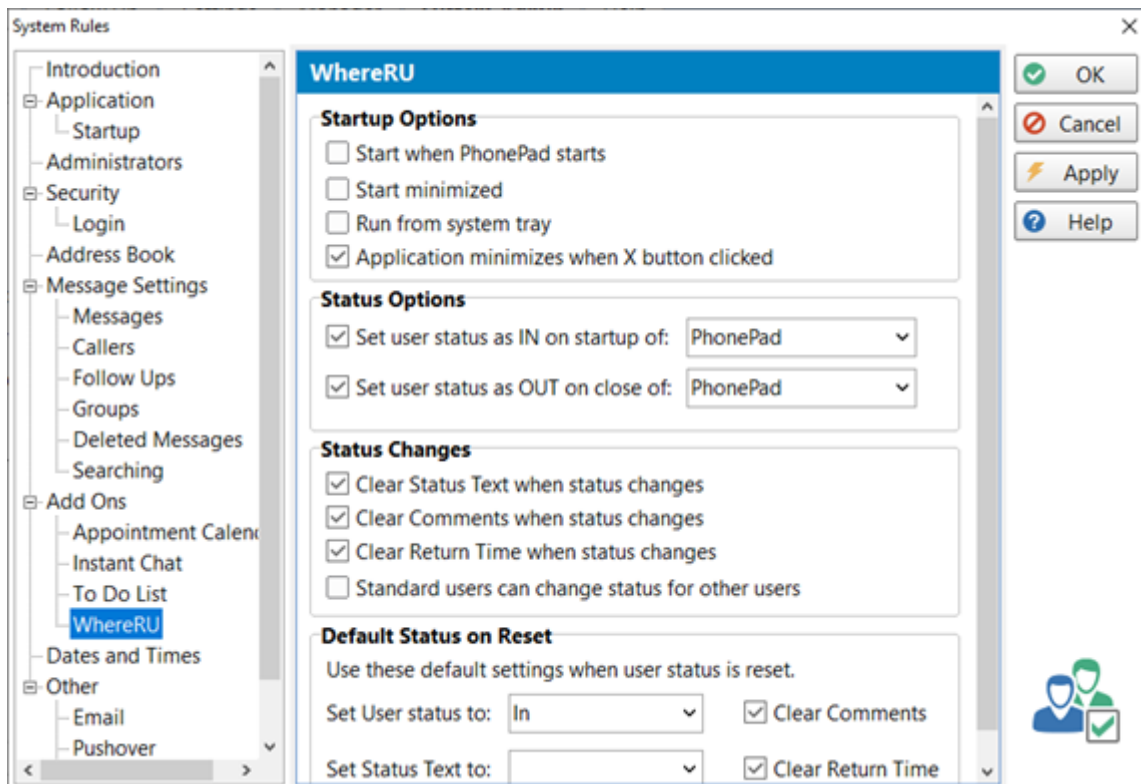 System Rules
Introduction
Application
Startup
Administrators
Security
Login
Address Book
Message Settings
Messages
Callers
Follow Ups
Groups
Deleted Messages
Searching
Add Ons
Appointment Calend
Instant Chat
To Do List
WhereRU
Dates and Times
Other
Email
Pushover
WhereRU
Startup Options
Start when PhonePad starts
Start minimized
Run from system tray
Application minimizes when X button clicked
Status Options
Set user status as IN on startup of: PhonePad
Set user status as OUT on close of: PhonePad
Status Changes
Clear Status Text when status changes
Clear Comments when status changes
Clear Return Time when status changes
Standard users can change status for other users
Default Status on Reset
Use these default settings when user status is reset.
Set User status to: In Clear Comments
Set Status Text to: Clear Return Time
OK
Cancel
Apply
Help